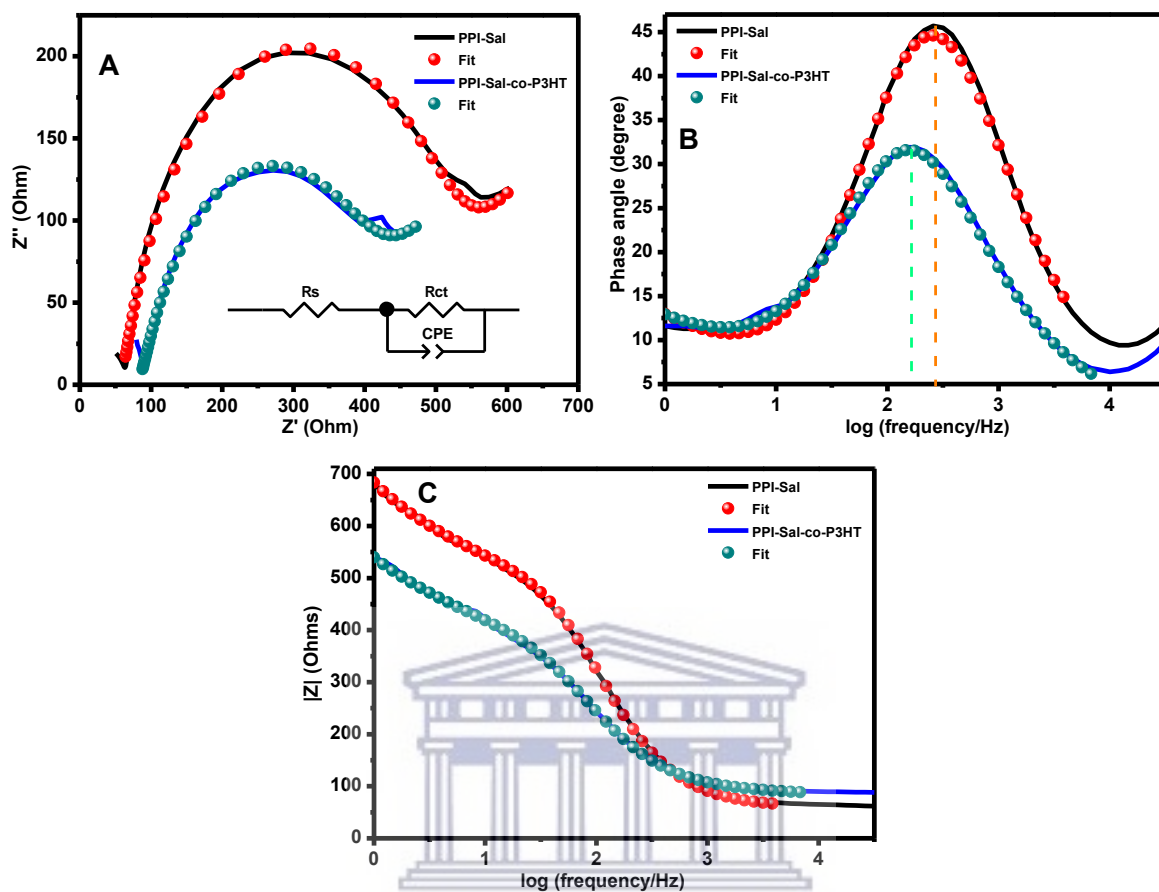 A
PPI-Sal
Fit
PPI-Sal-co-P3HT
Fit
200
150
100
50
0
Z'' (Ohm)
Rs
Rct
CPE
0 100 200 300 400 500 600 700
Z' (Ohm)
B
PPI-Sal
Fit
PPI-Sal-co-P3HT
Fit
45
40
35
30
25
20
15
10
5
Phase angle (degree)
0 1 2 3 4
log (frequency/Hz)
C
PPI-Sal
Fit
PPI-Sal-co-P3HT
Fit
700
600
500
400
300
200
100
0
|Z| (Ohms)
0 1 2 3 4
log (frequency/Hz)